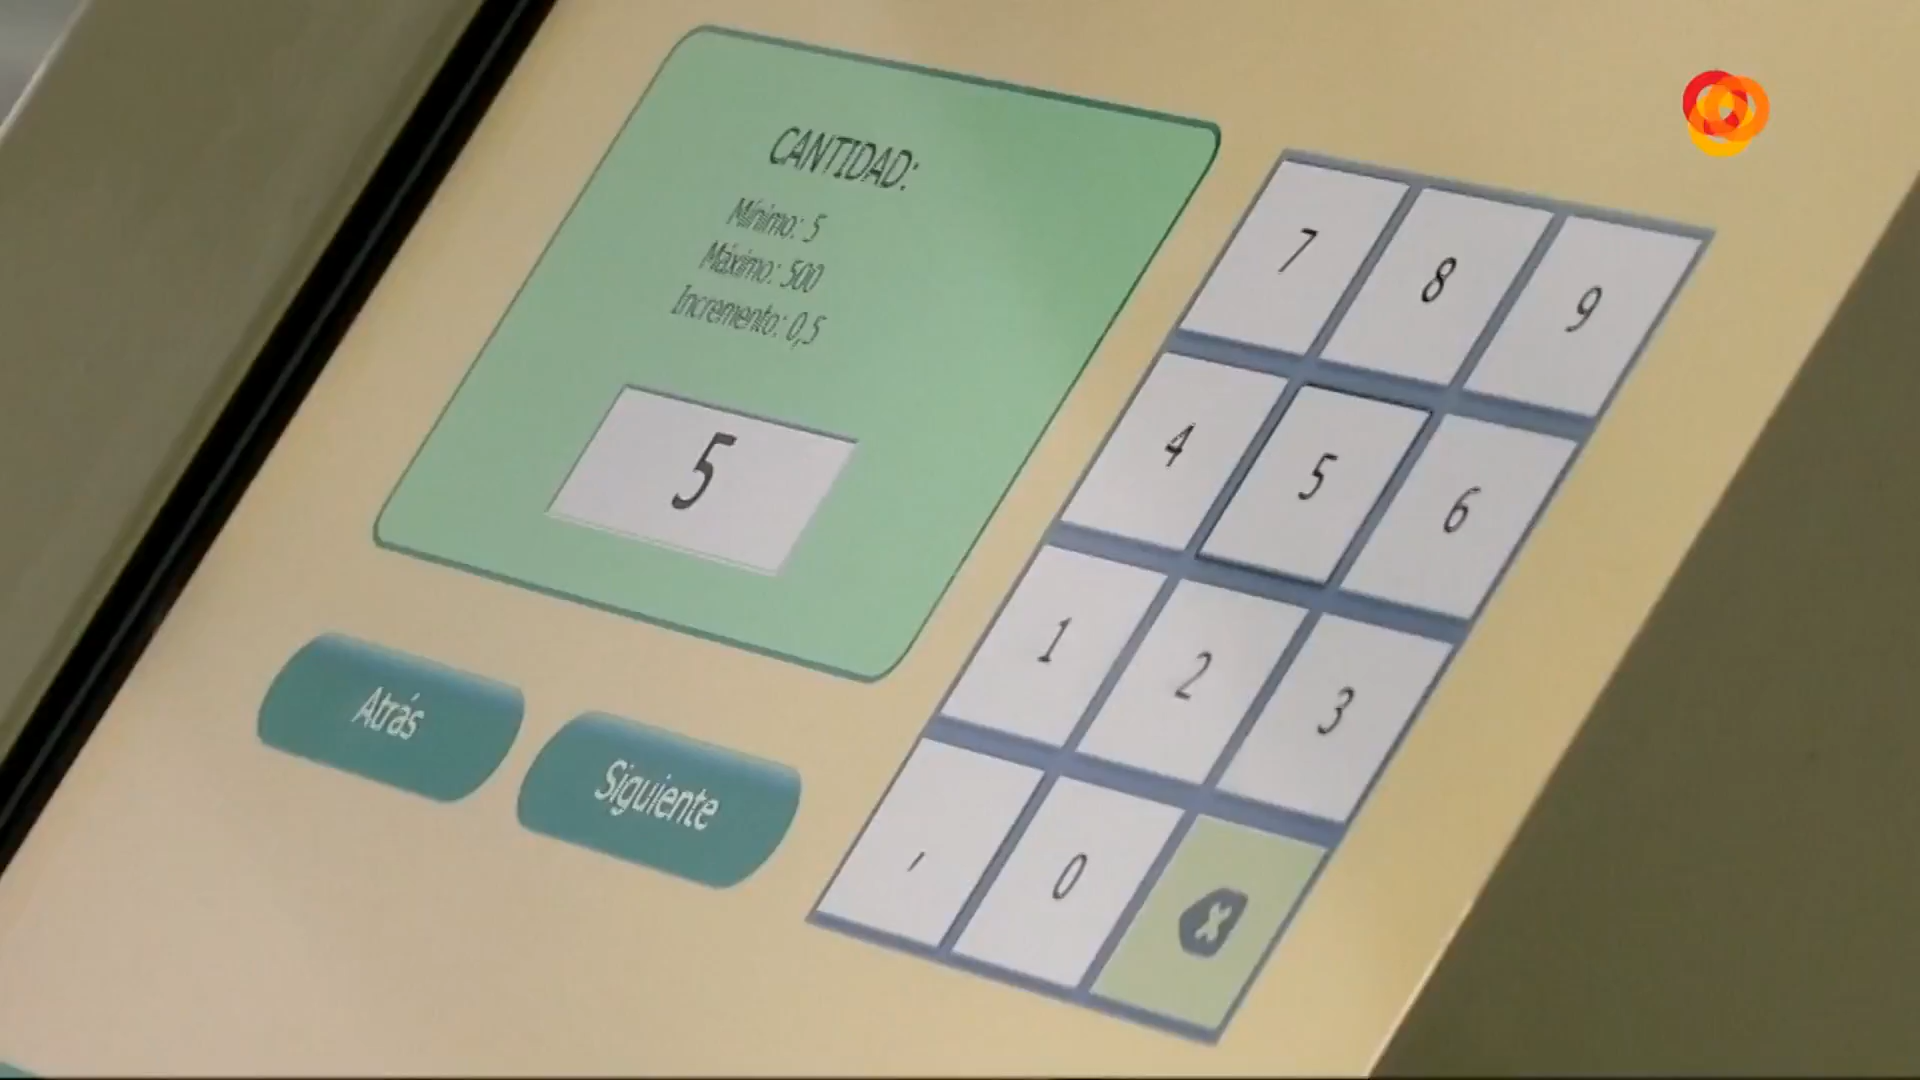 CANTIDAD:
Mínimo: 5
Máximo: 500
Incremento: 0,5
5
Atrás
Siguiente
7 8 9
4 5 6
1 2 3
, 0